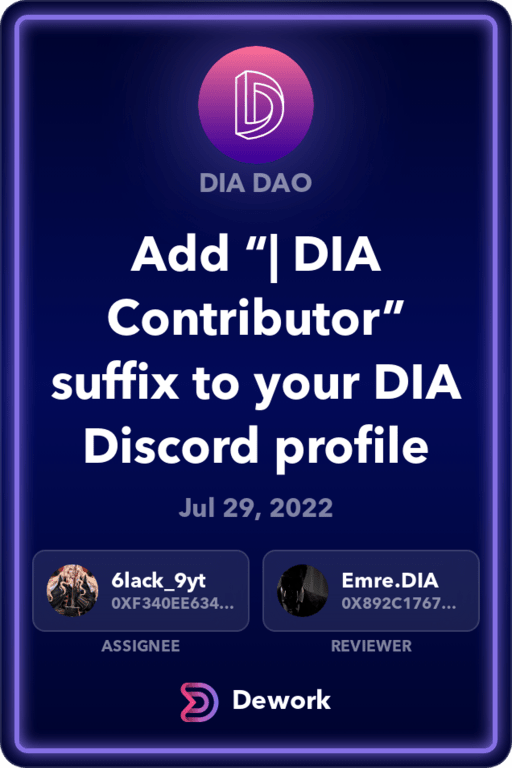 DIA DAO
Add “| DIA
Contributor”
suffix to your DIA
Discord profile
Jul 29, 2022
6lack_9yt
0XF340EE634...
Emre.DIA
0X892C1767...
ASSIGNEE
REVIEWER
Dework